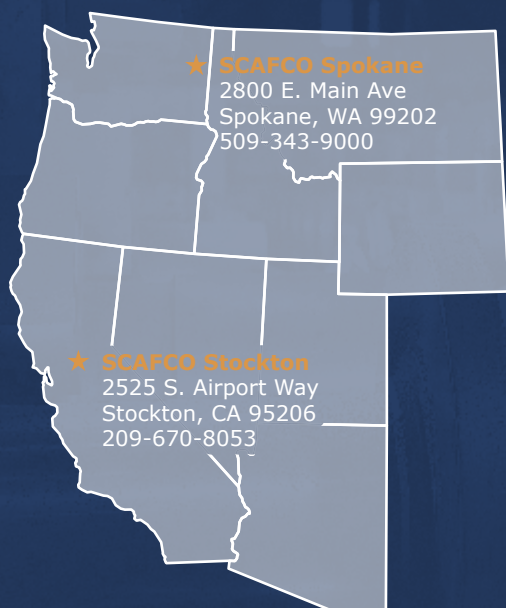 SCAFCO Spokane
2800 E. Main Ave
Spokane, WA 99202
509-343-9000
SCAFCO Stockton
2525 S. Airport Way
Stockton, CA 95206
209-670-8053